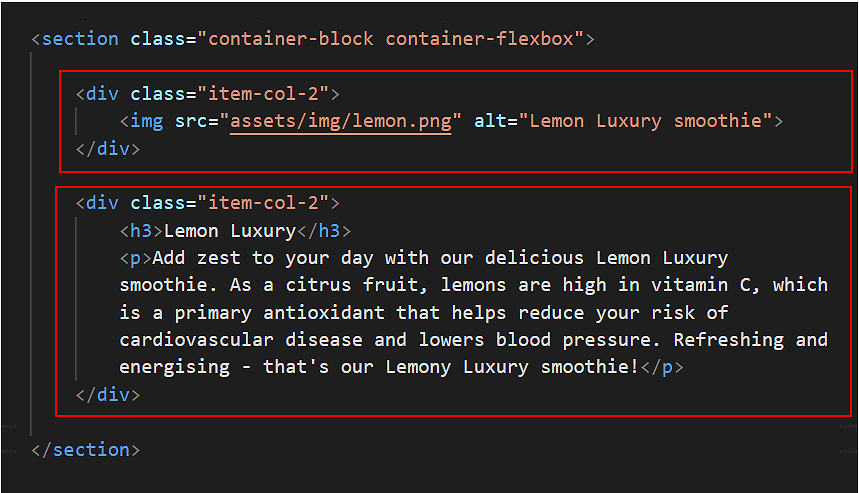 <section class="container-block container-flexbox">
<div class="item-col-2">
<img src="assets/img/lemon.png" alt="Lemon Luxury smoothie">
</div>
<div class="item-col-2">
<h3>Lemon Luxury</h3>
<p>Add zest to your day with our delicious Lemon Luxury
smoothie. As a citrus fruit, lemons are high in vitamin C, which
is a primary antioxidant that helps reduce your risk of
cardiovascular disease and lowers blood pressure. Refreshing and
energising - that's our Lemony Luxury smoothie!</p>
</div>
</section>